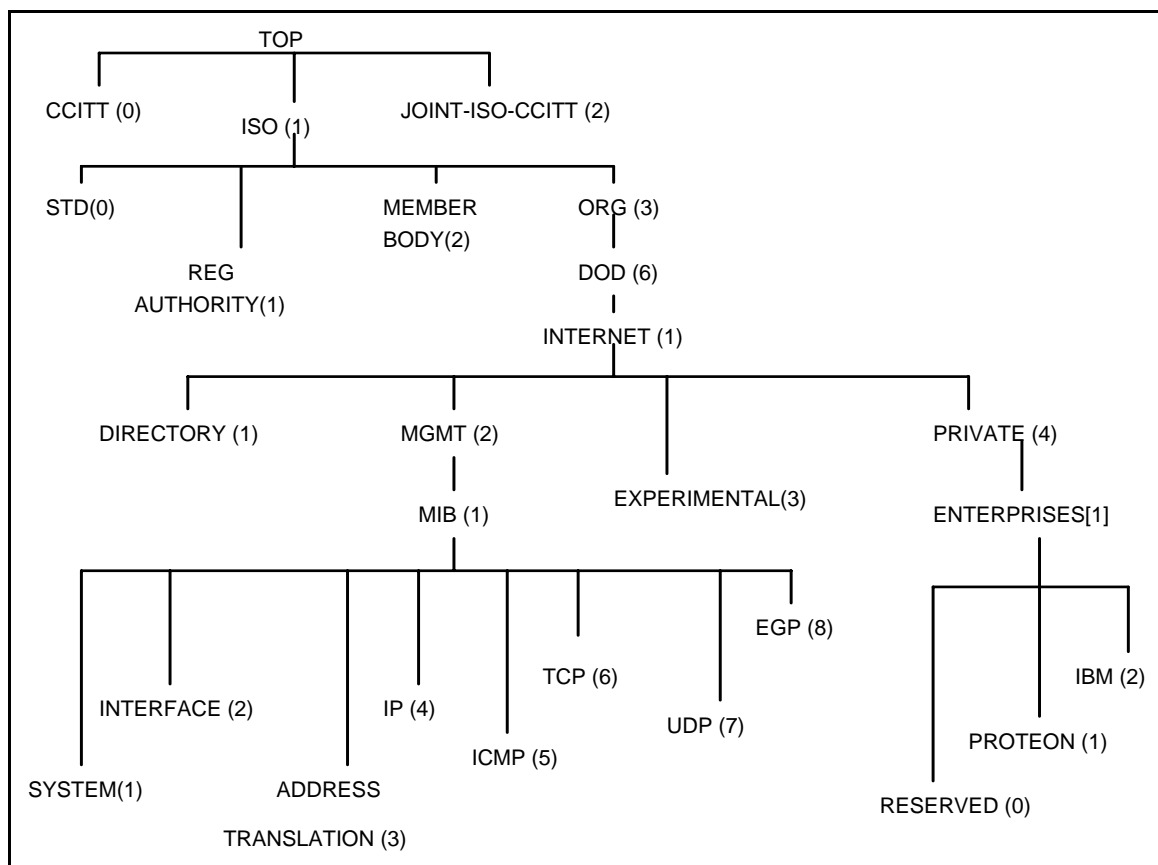 TOP
CCITT (0)
ISO (1)
JOINT-ISO-CCITT (2)
STD(0)
REG
AUTHORITY(1)
MEMBER
BODY(2)
ORG (3)
DOD (6)
INTERNET (1)
DIRECTORY (1)
MGMT (2)
EXPERIMENTAL(3)
PRIVATE (4)
MIB (1)
ENTERPRISES[1]
SYSTEM(1)
INTERFACE (2)
ADDRESS
TRANSLATION (3)
IP (4)
ICMP (5)
TCP (6)
UDP (7)
EGP (8)
RESERVED (0)
PROTEON (1)
IBM (2)